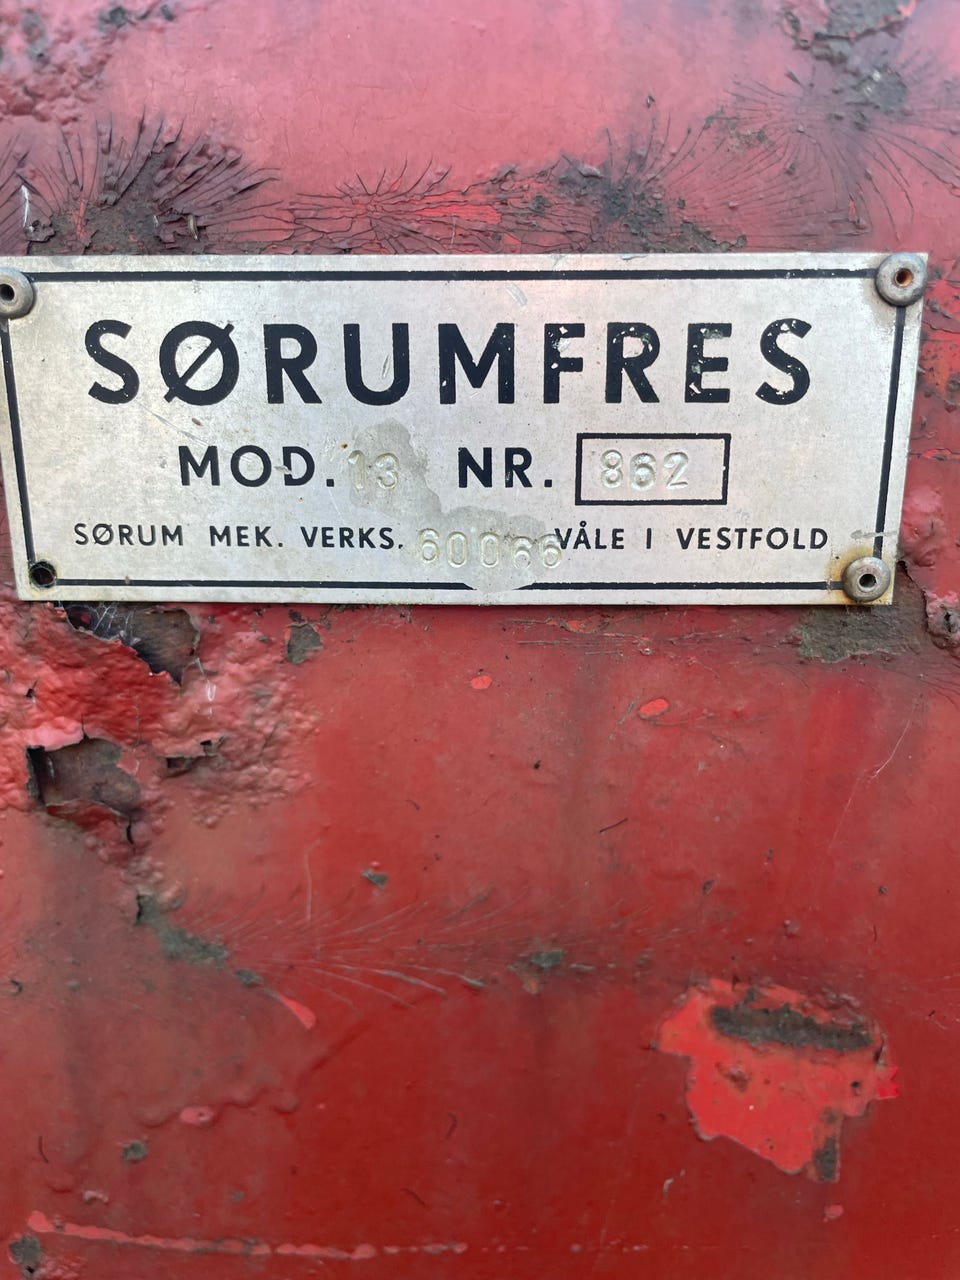 SØRUMFRES
MOD. 13 NR. 862
SØRUM MEK. VERKS. 60066 VÅLE I VESTFOLD